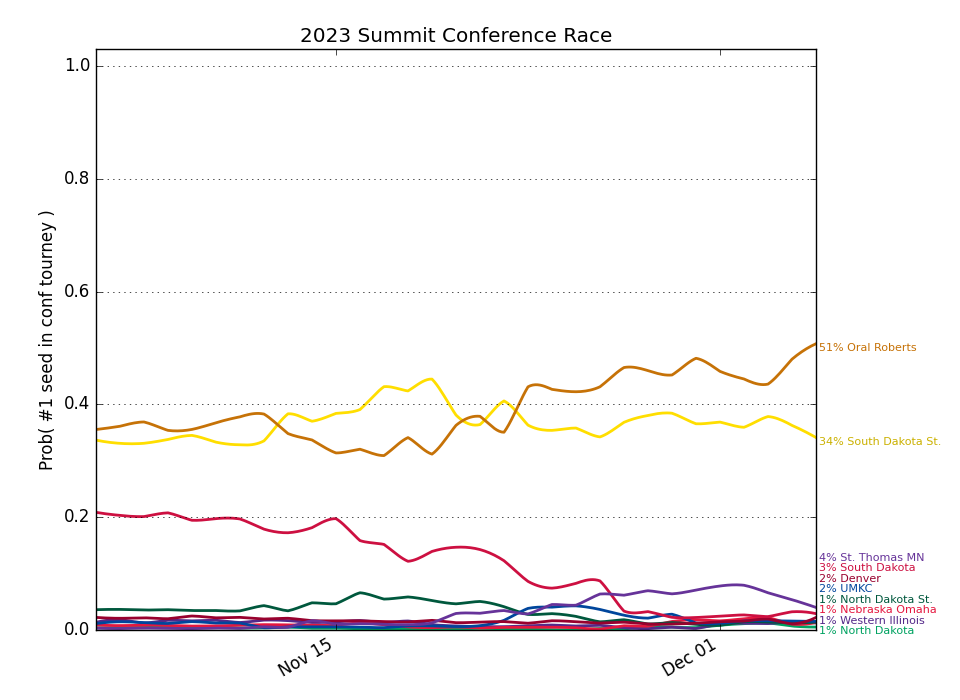 2023 Summit Conference Race
Prob( #1 seed in conf tourney )
1.0
0.8
0.6
0.4
0.2
0.0
Nov 15
Dec 01
51% Oral Roberts
34% South Dakota St.
4% St. Thomas MN
3% South Dakota
2% Denver
2% UMKC
1% North Dakota St.
1% Nebraska Omaha
1% Western Illinois
1% North Dakota